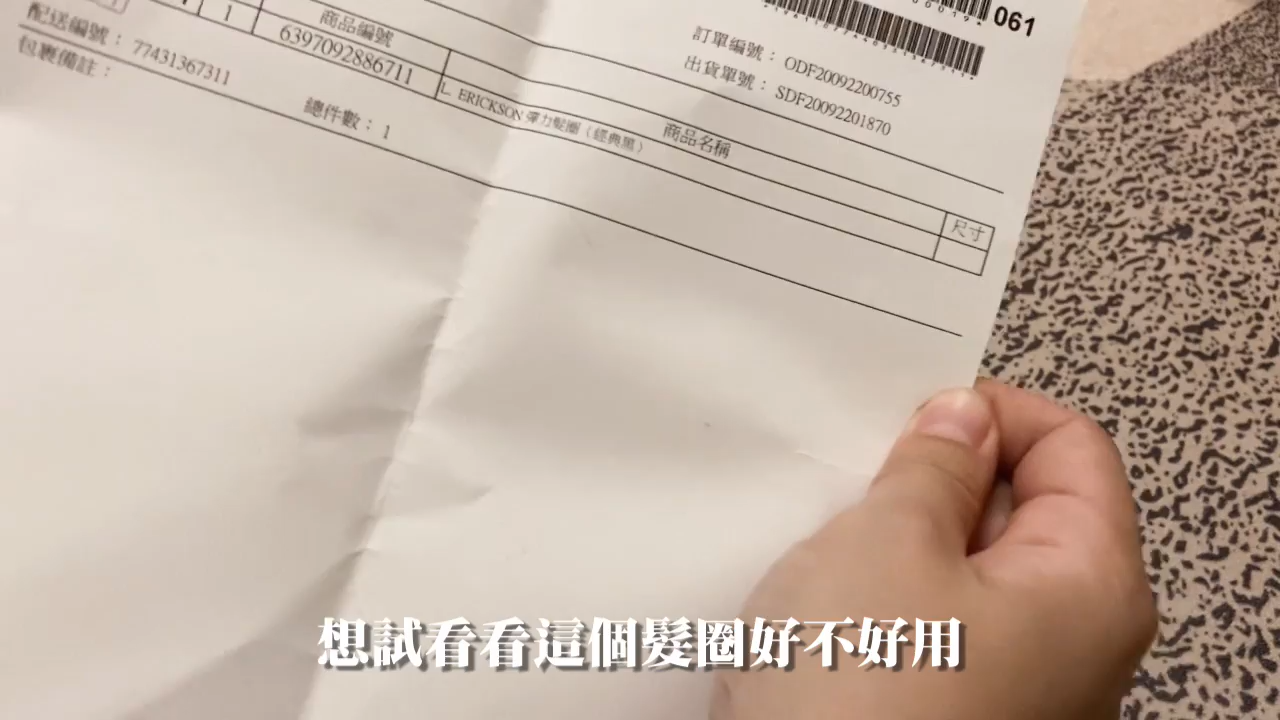 061
訂單編號： ODF20092200755
出貨單號： SDF20092201870
商品編號
商品名稱
尺寸
1
6397092886711
L. ERICKSON 彈力髮圈（經典黑）
配送編號： 77431367311
總件數： 1
包裹備註：
想試看看這個髮圈好不好用